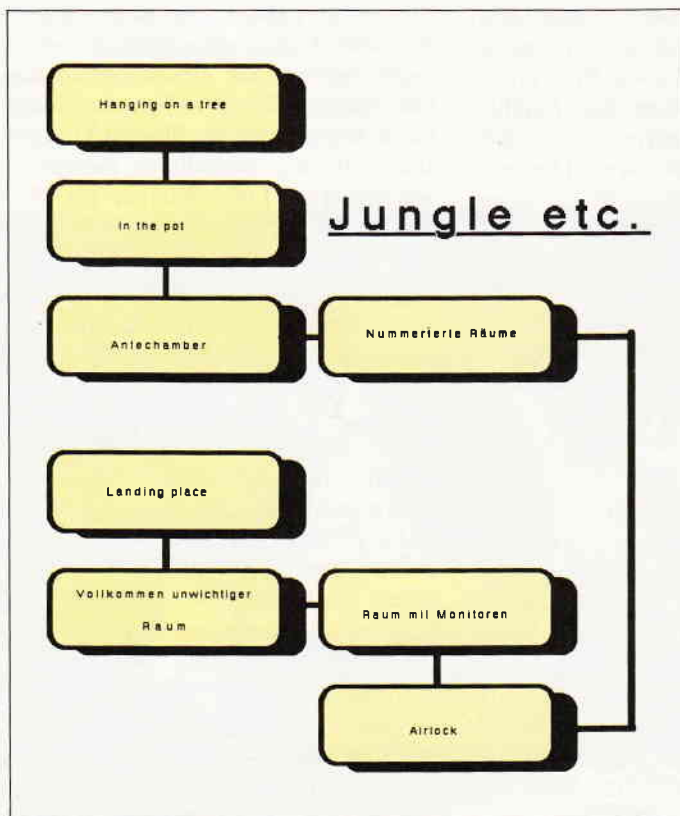 Hanging on a tree
In the pot
Jungle etc.
Antechamber
Nummerierte Räume
Landing place
Vollkommen unwichtiger
Raum
Raum mit Monitoren
Airlock